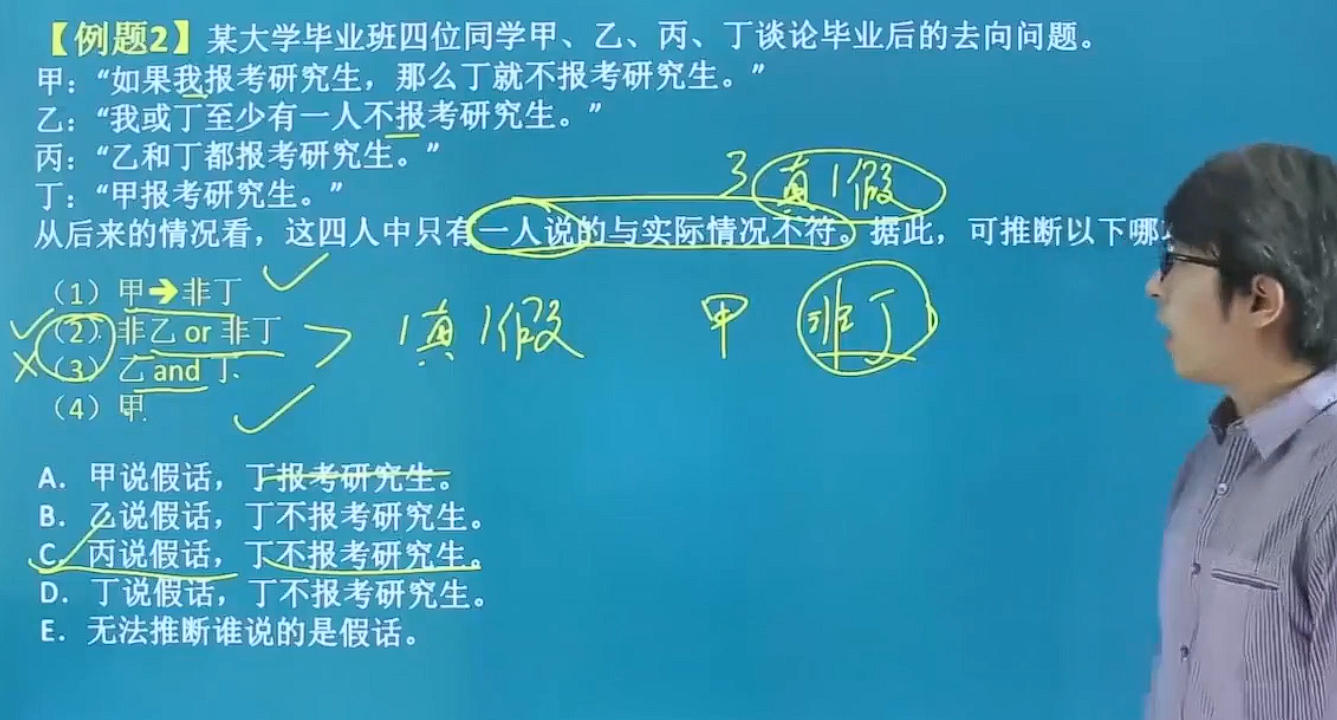 【例题2】某大学毕业班四位同学甲、乙、丙、丁谈论毕业后的去向问题。
甲：“如果我报考研究生，那么丁就不报考研究生。”
乙：“我或丁至少有一人不报考研究生。”
丙：“乙和丁都报考研究生。”
丁：“甲报考研究生。”
3真1假
从后来的情况看，这四人中只有一人说的与实际情况不符。据此，可推断以下哪
（1）甲➔非丁
（2）非乙 or 非丁
1真1假 甲 非丁
（3）乙 and 丁
（4）甲
A．甲说假话，丁报考研究生。
B．乙说假话，丁不报考研究生。
C．丙说假话，丁不报考研究生。
D．丁说假话，丁不报考研究生。
E．无法推断谁说的是假话。